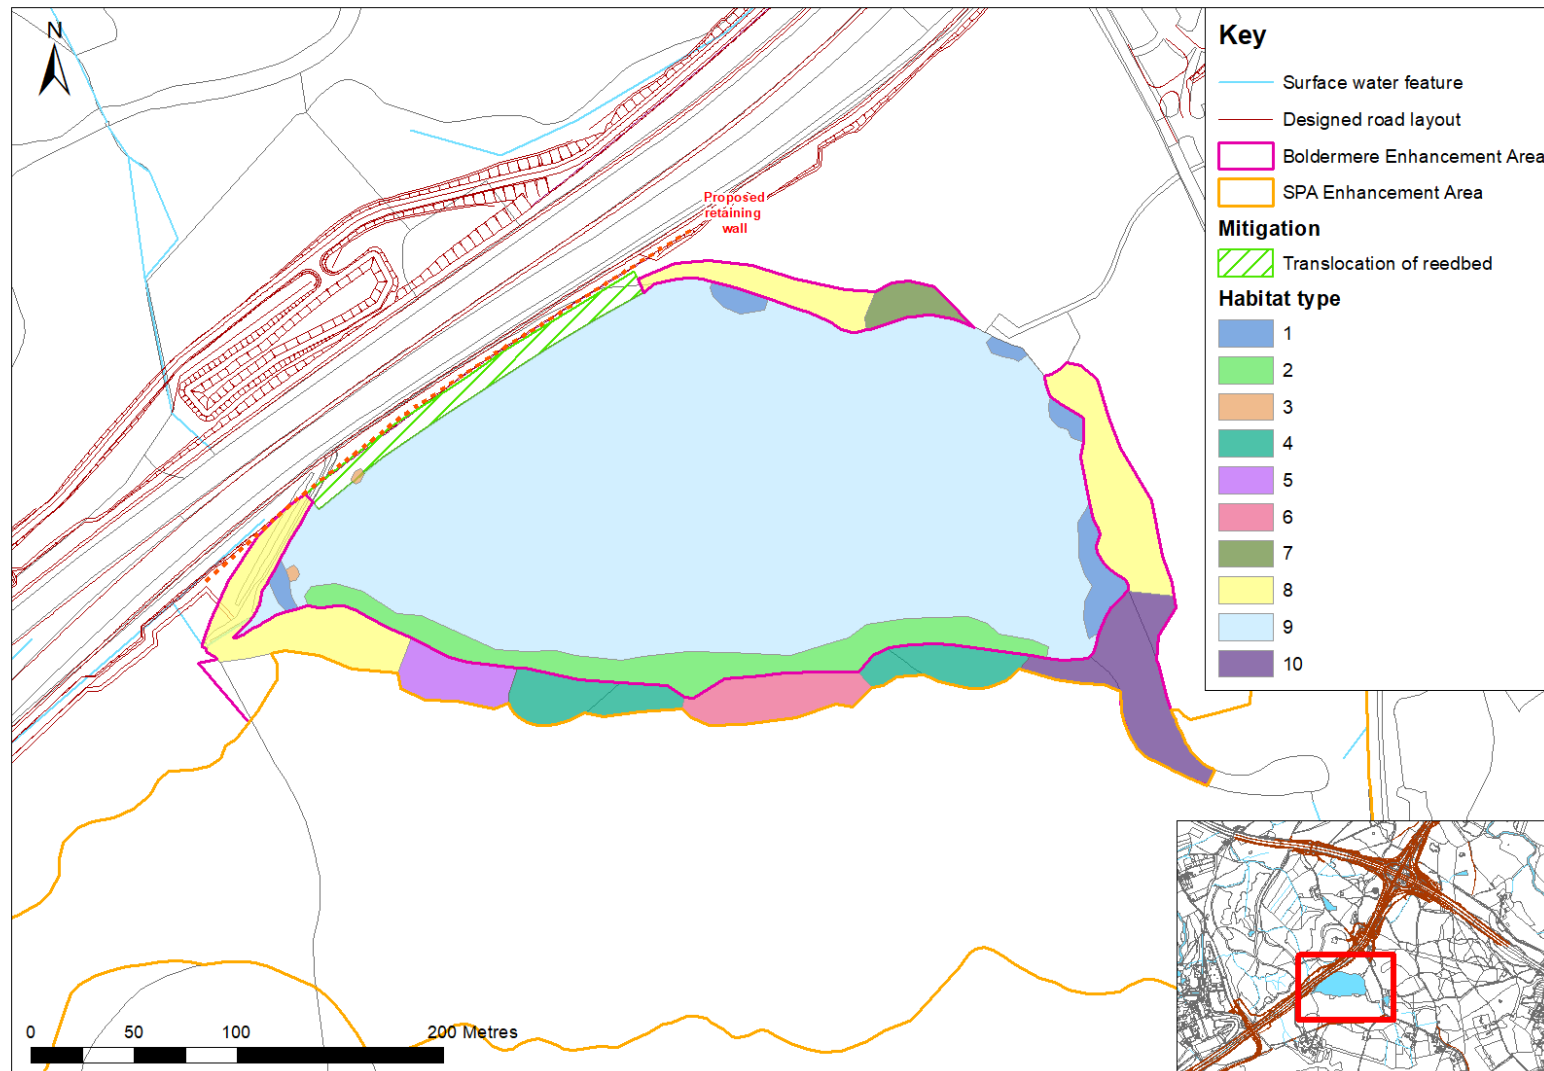 N
Proposed
retaining
wall
Key
Surface water feature
Designed road layout
Boldermere Enhancement Area
SPA Enhancement Area
Mitigation
Translocation of reedbed
Habitat type
1
2
3
4
5
6
7
8
9
10
0 50 100 200 Metres